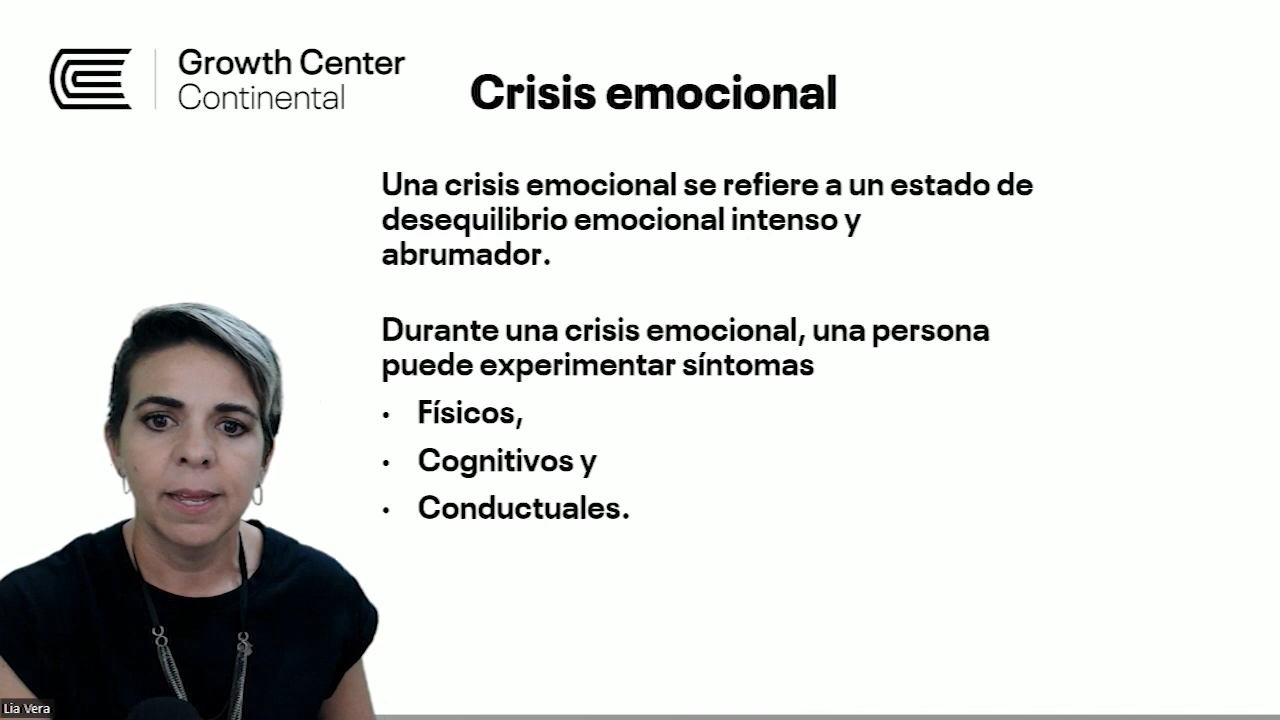 Growth Center
Continental
Crisis emocional
Una crisis emocional se refiere a un estado de
desequilibrio emocional intenso y
abrumador.
Durante una crisis emocional, una persona
puede experimentar síntomas
• Físicos,
• Cognitivos y
• Conductuales.
Lia Vera